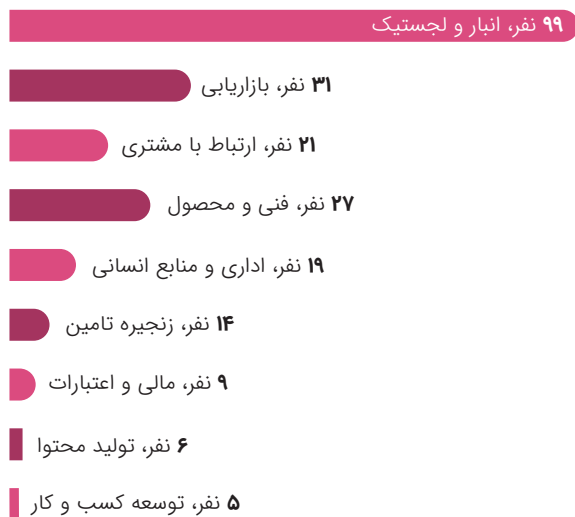 ۹۹ نفر، انبار و لجستیک
۳۱ نفر، بازاریابی
۲۱ نفر، ارتباط با مشتری
۲۷ نفر، فنی و محصول
۱۹ نفر، اداری و منابع انسانی
۱۴ نفر، زنجیره تامین
۹ نفر، مالی و اعتبارات
۶ نفر، تولید محتوا
۵ نفر، توسعه کسب و کار